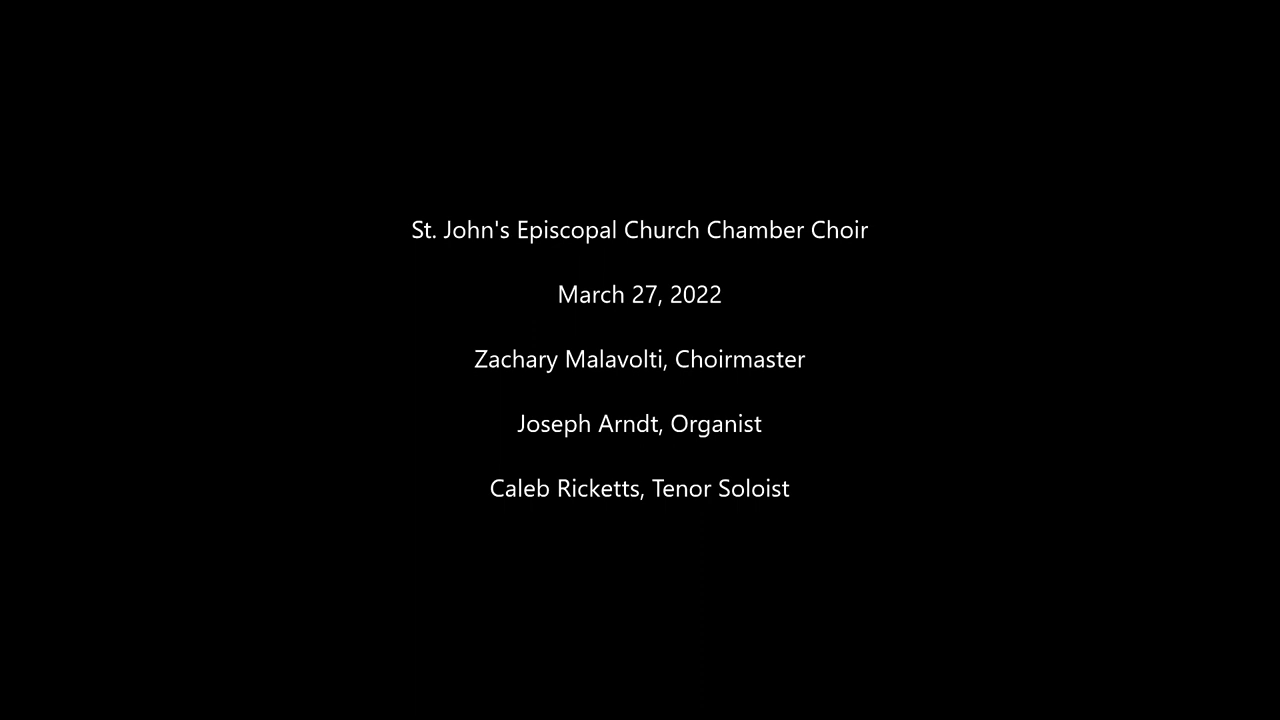 St. John's Episcopal Church Chamber Choir
March 27, 2022
Zachary Malavolti, Choirmaster
Joseph Arndt, Organist
Caleb Ricketts, Tenor Soloist